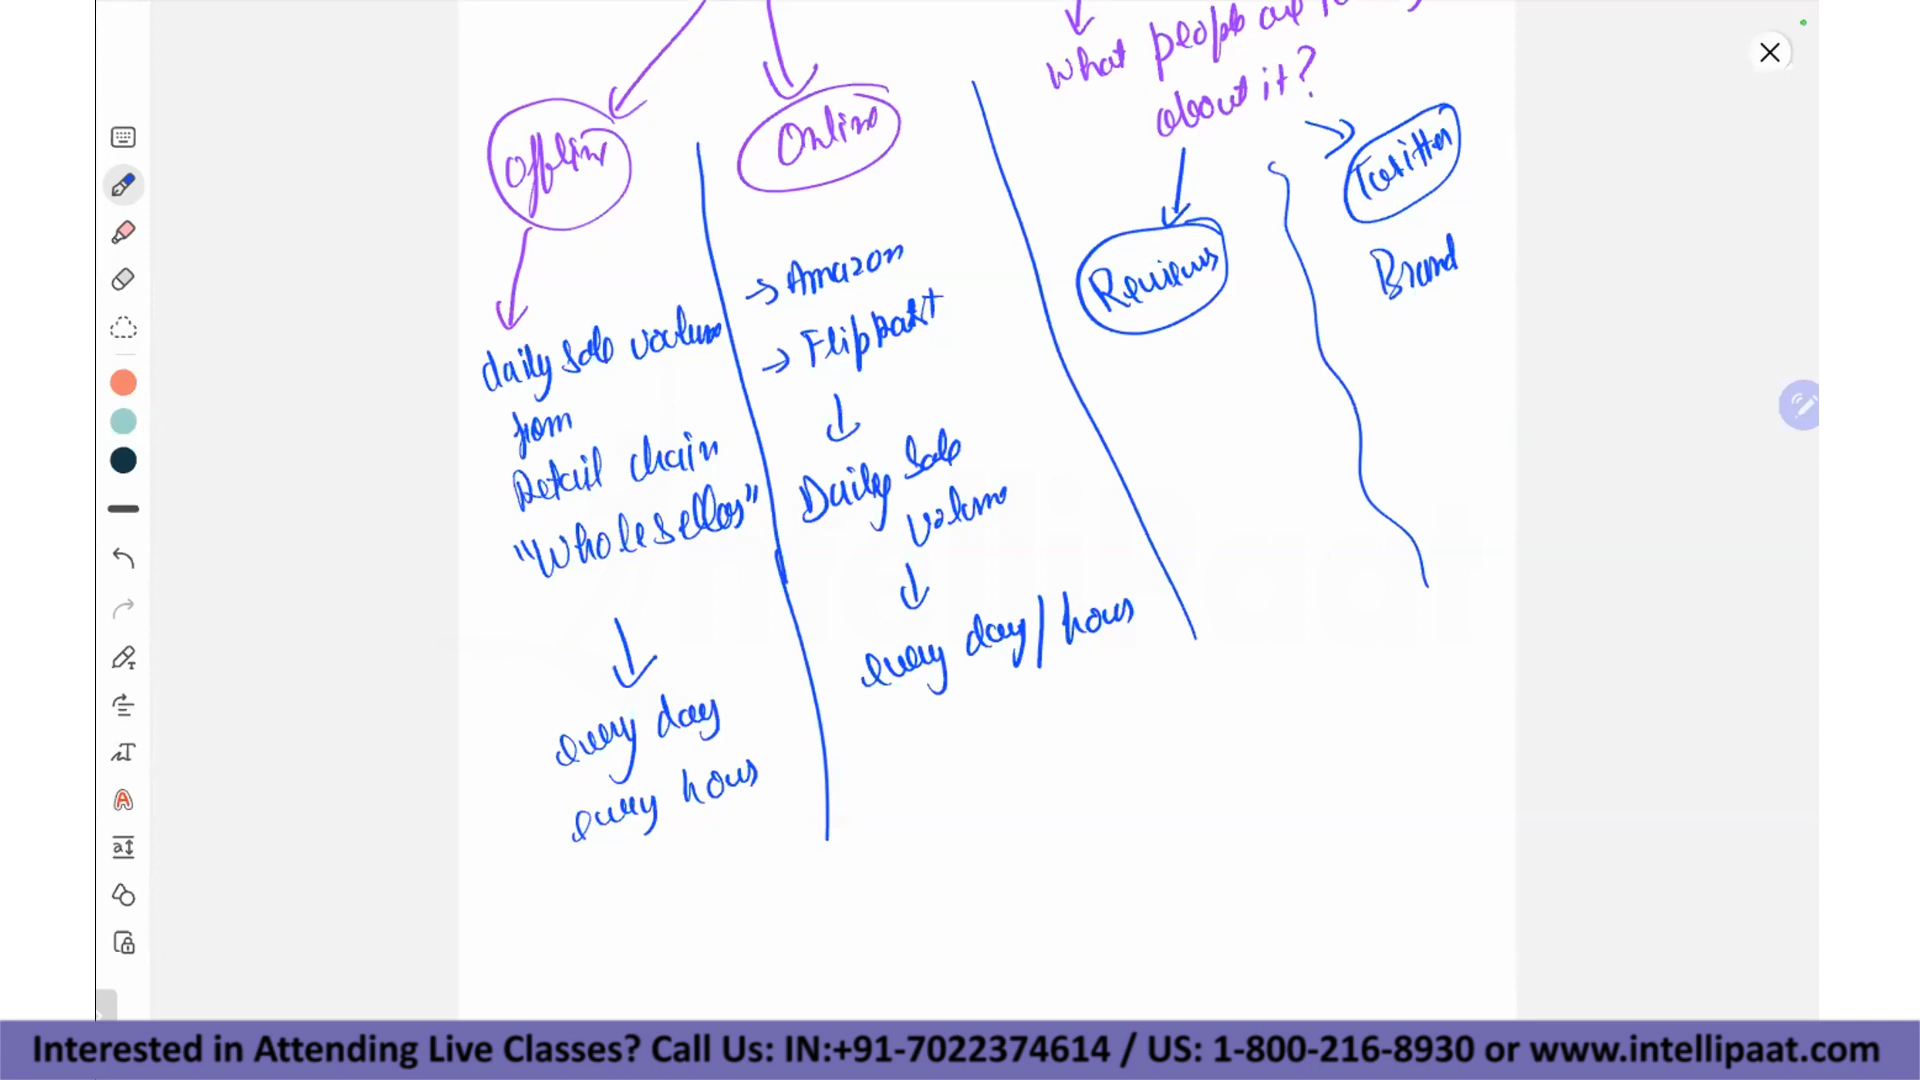 What people are
about it?
Offline
Online
Twitter
Reviews
Brand
daily sale volume
from
Retail chain
"Wholesellers"
every day
every hour
→ Amazon
→ Flipkart
Daily Sale
Volume
every day / hour
Interested in Attending Live Classes? Call Us: IN:+91-7022374614 / US: 1-800-216-8930 or www.intellipaat.com